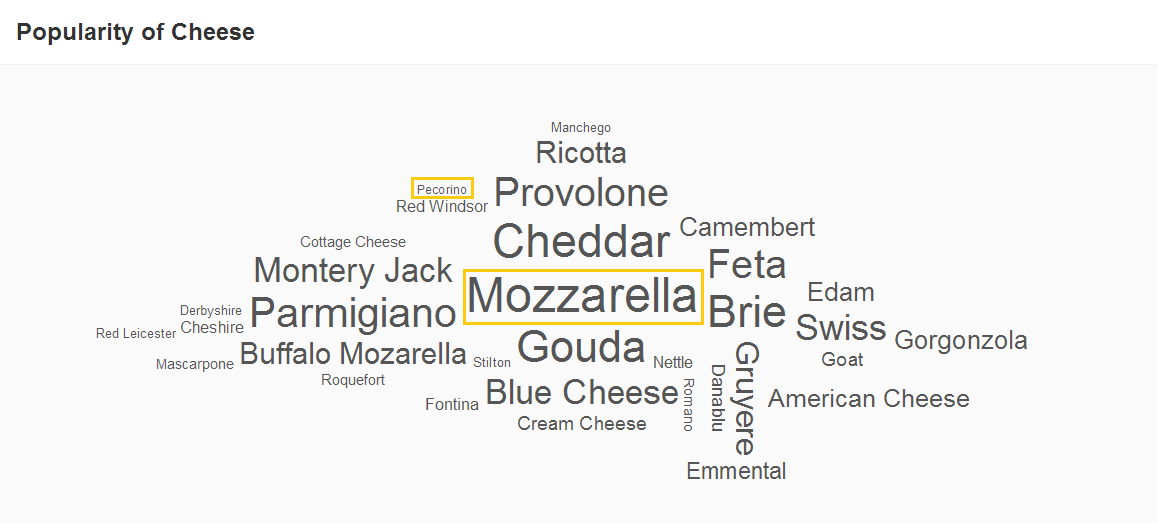 Popularity of Cheese
Manchego
Ricotta
Pecorino
Provolone
Red Windsor
Camembert
Cheddar
Cottage Cheese
Feta
Montery Jack
Edam
Mozzarella
Derbyshire
Parmigiano
Brie
Cheshire
Swiss
Red Leicester
Gorgonzola
Gouda
Buffalo Mozarella
Goat
Stilton
Nettle
Mascarpone
Roquefort
Gruyere
Danablu
Blue Cheese
Romano
American Cheese
Fontina
Cream Cheese
Emmental